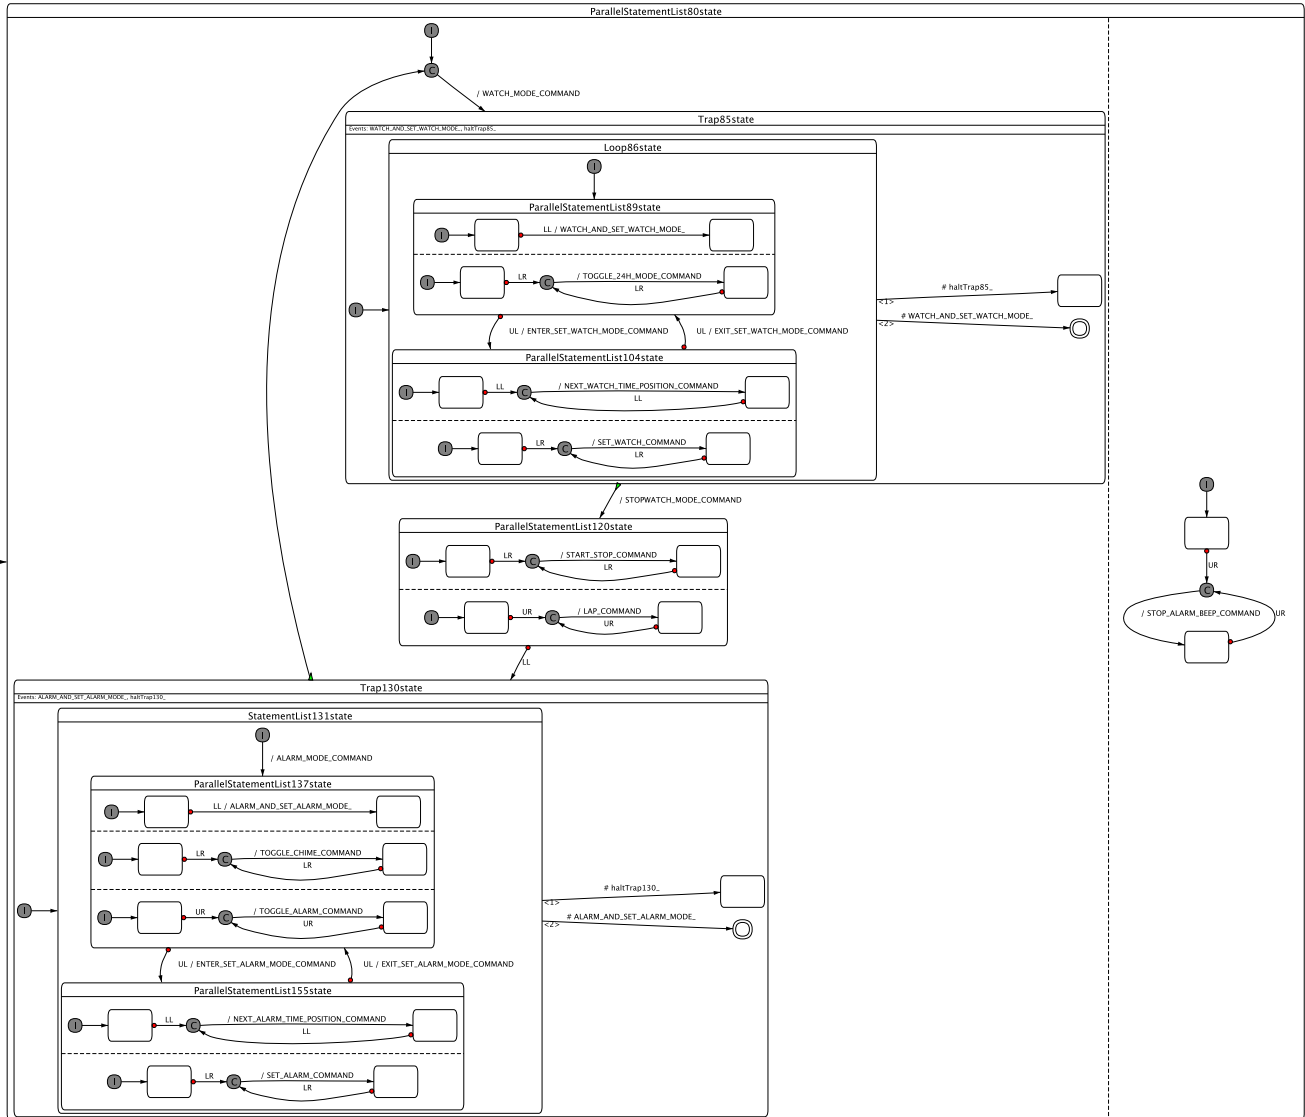 ParallelStatementList80state
I
C
/ WATCH_MODE_COMMAND
Trap85state
Events: WATCH_AND_SET_WATCH_MODE_, haltTrap85_
Loop86state
I
ParallelStatementList89state
I
LL / WATCH_AND_SET_WATCH_MODE_
I
LR
C
/ TOGGLE_24H_MODE_COMMAND
LR
I
# haltTrap85_
<1>
# WATCH_AND_SET_WATCH_MODE_
<2>
UL / ENTER_SET_WATCH_MODE_COMMAND
UL / EXIT_SET_WATCH_MODE_COMMAND
ParallelStatementList104state
I
LL
C
/ NEXT_WATCH_TIME_POSITION_COMMAND
LL
I
LR
C
/ SET_WATCH_COMMAND
LR
/ STOPWATCH_MODE_COMMAND
ParallelStatementList120state
I
LR
C
/ START_STOP_COMMAND
LR
I
UR
C
/ LAP_COMMAND
UR
LL
I
UR
C
/ STOP_ALARM_BEEP_COMMAND
UR
Trap130state
Events: ALARM_AND_SET_ALARM_MODE_, haltTrap130_
StatementList131state
I
/ ALARM_MODE_COMMAND
ParallelStatementList137state
I
LL / ALARM_AND_SET_ALARM_MODE_
I
LR
C
/ TOGGLE_CHIME_COMMAND
LR
I
UR
C
/ TOGGLE_ALARM_COMMAND
UR
I
# haltTrap130_
<1>
# ALARM_AND_SET_ALARM_MODE_
<2>
UL / ENTER_SET_ALARM_MODE_COMMAND
UL / EXIT_SET_ALARM_MODE_COMMAND
ParallelStatementList155state
I
LL
C
/ NEXT_ALARM_TIME_POSITION_COMMAND
LL
I
LR
C
/ SET_ALARM_COMMAND
LR